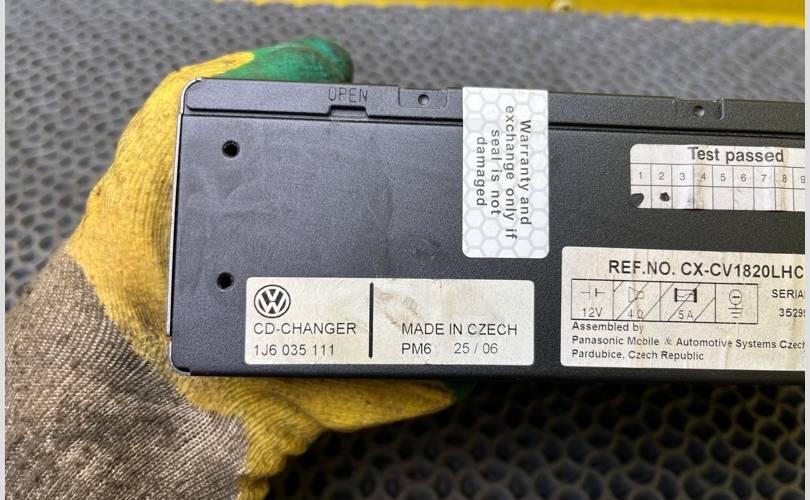 OPEN
Warranty and
exchange only if
seal is not
damaged
Test passed
1 2 3 4 5 6 7 8 9
REF.NO. CX-CV1820LHC
12V 4Ω 5A
SERIA
3529
Assembled by
Panasonic Mobile & Automotive Systems Czech
Pardubice, Czech Republic
VW
CD-CHANGER
1J6 035 111
MADE IN CZECH
PM6 25/06